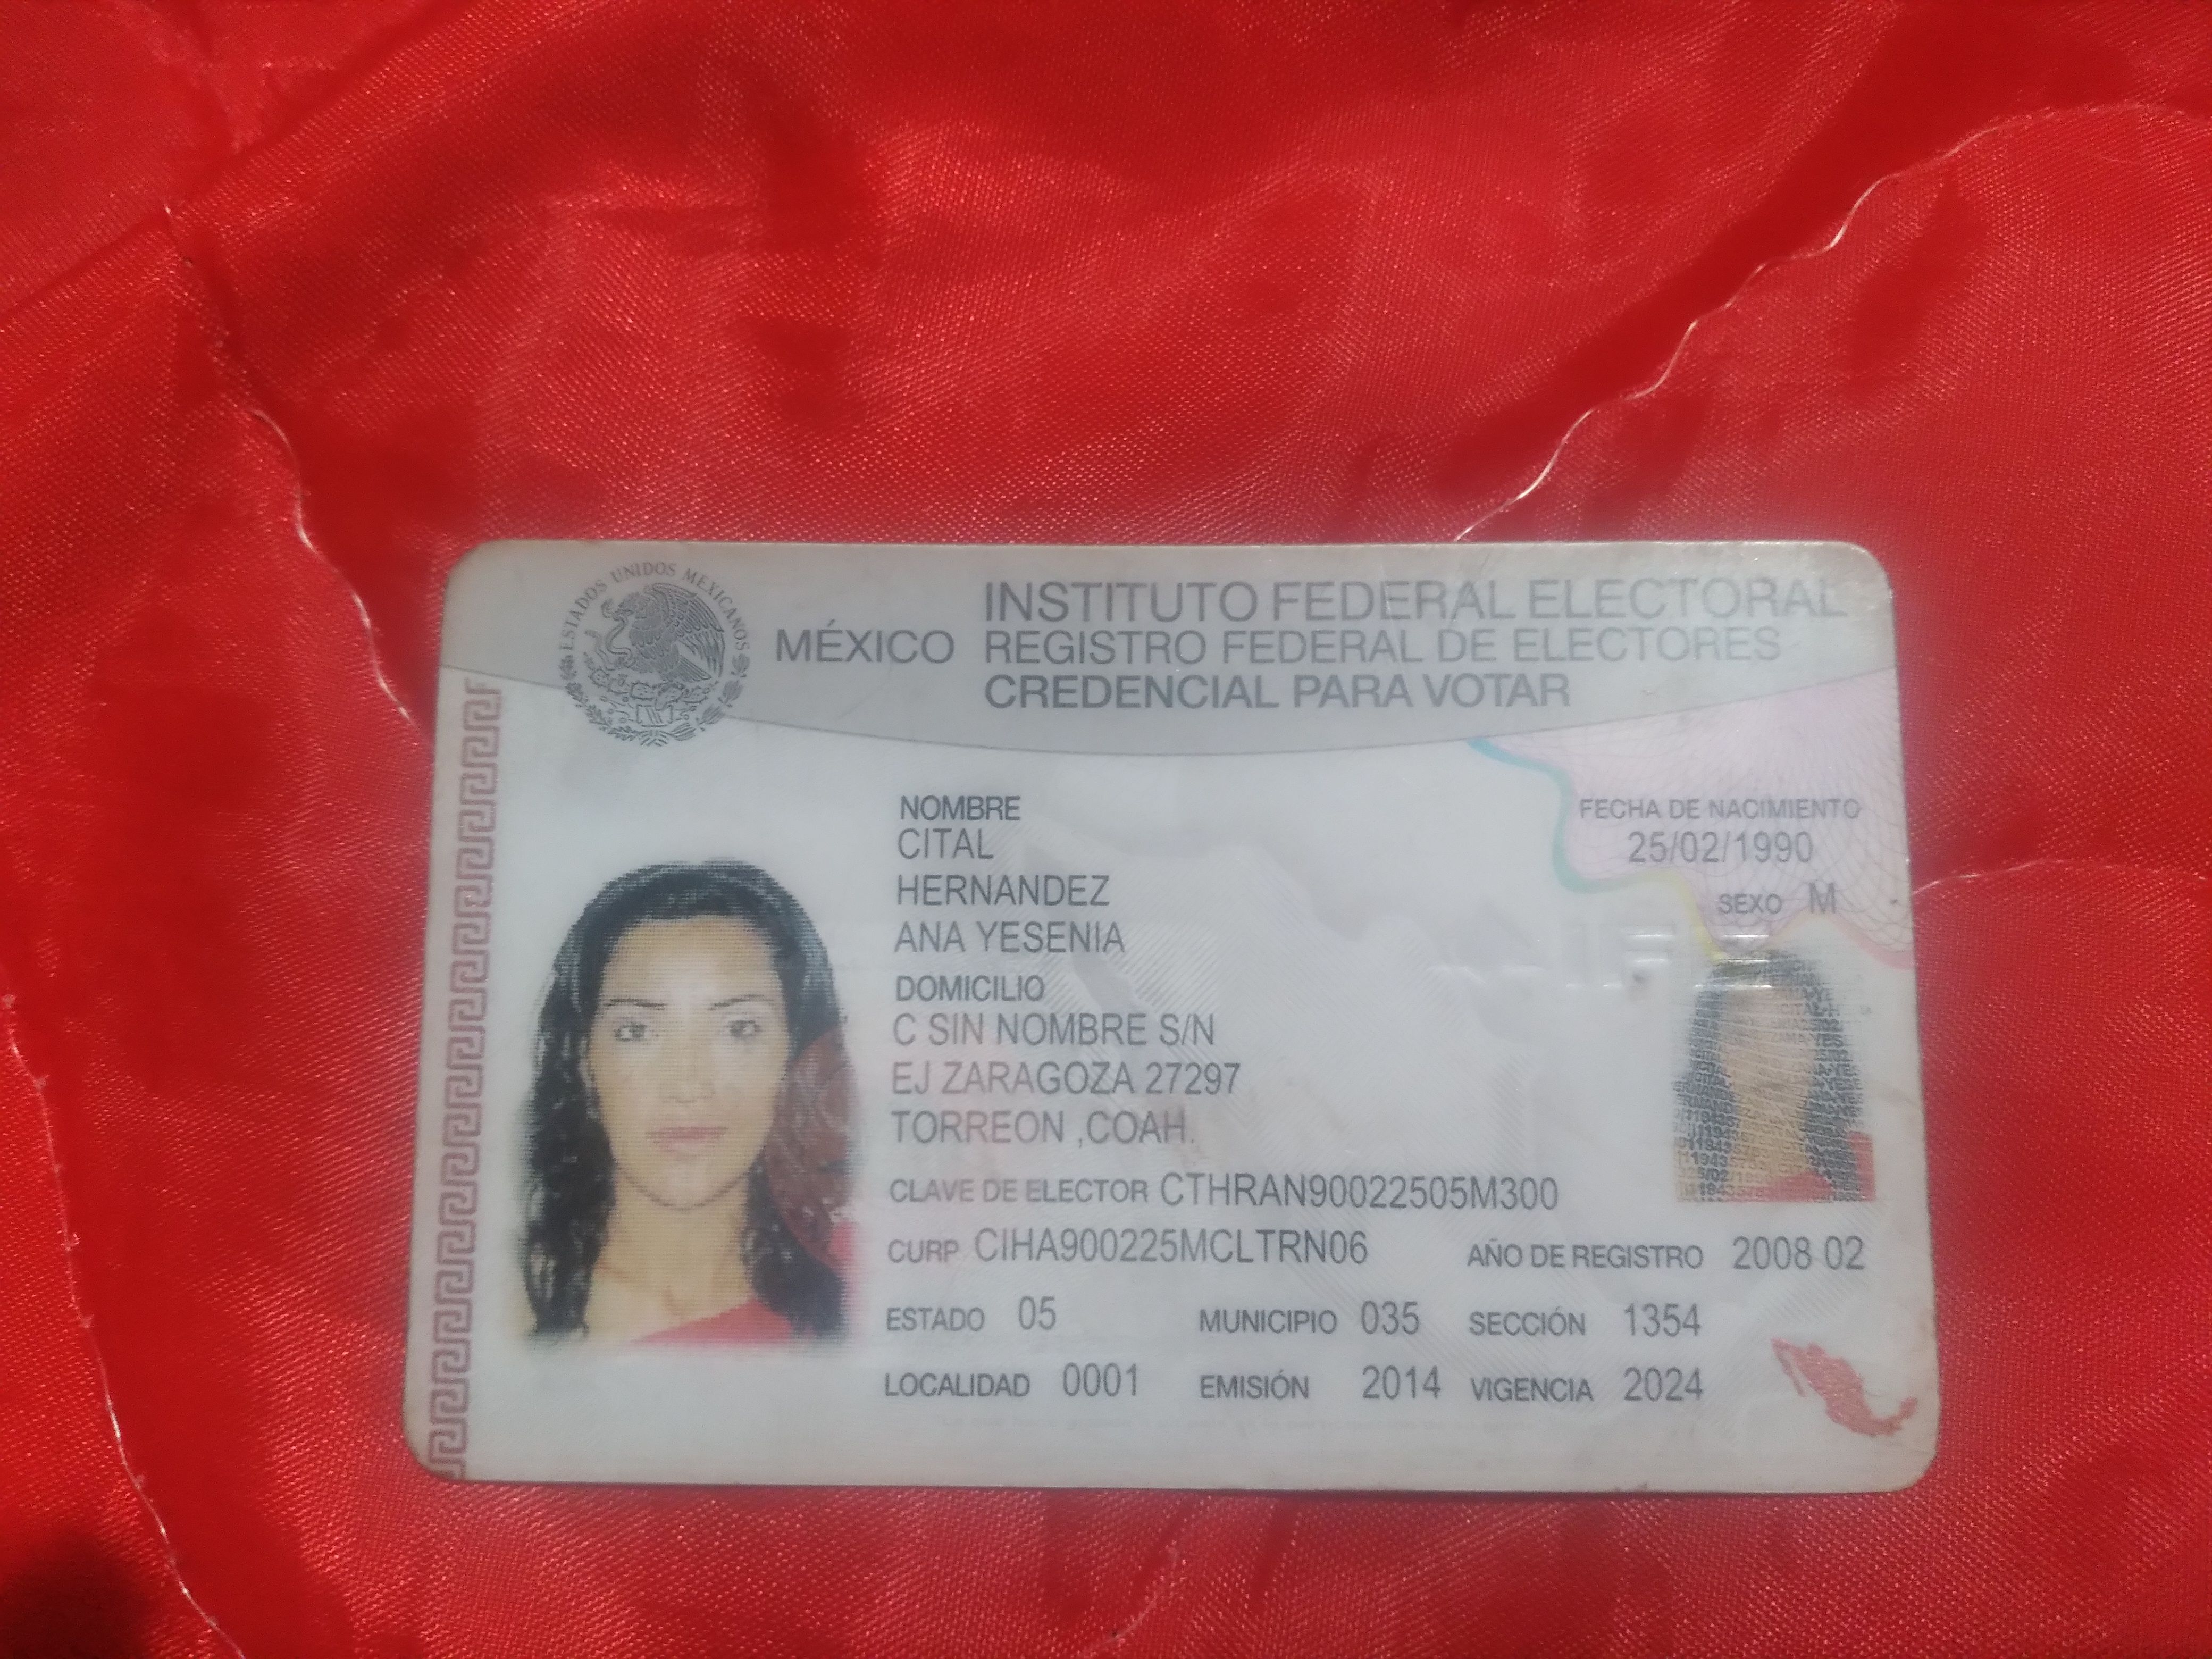 ESTADOS UNIDOS MEXICANOS
INSTITUTO FEDERAL ELECTORAL
MÉXICO REGISTRO FEDERAL DE ELECTORES
CREDENCIAL PARA VOTAR
NOMBRE
CITAL
HERNANDEZ
ANA YESENIA
FECHA DE NACIMIENTO
25/02/1990
SEXO M
DOMICILIO
C SIN NOMBRE S/N
EJ ZARAGOZA 27297
TORREON ,COAH.
CLAVE DE ELECTOR CTHRAN90022505M300
CURP CIHA900225MCLTRN06 AÑO DE REGISTRO 2008 02
ESTADO 05 MUNICIPIO 035 SECCIÓN 1354
LOCALIDAD 0001 EMISIÓN 2014 VIGENCIA 2024